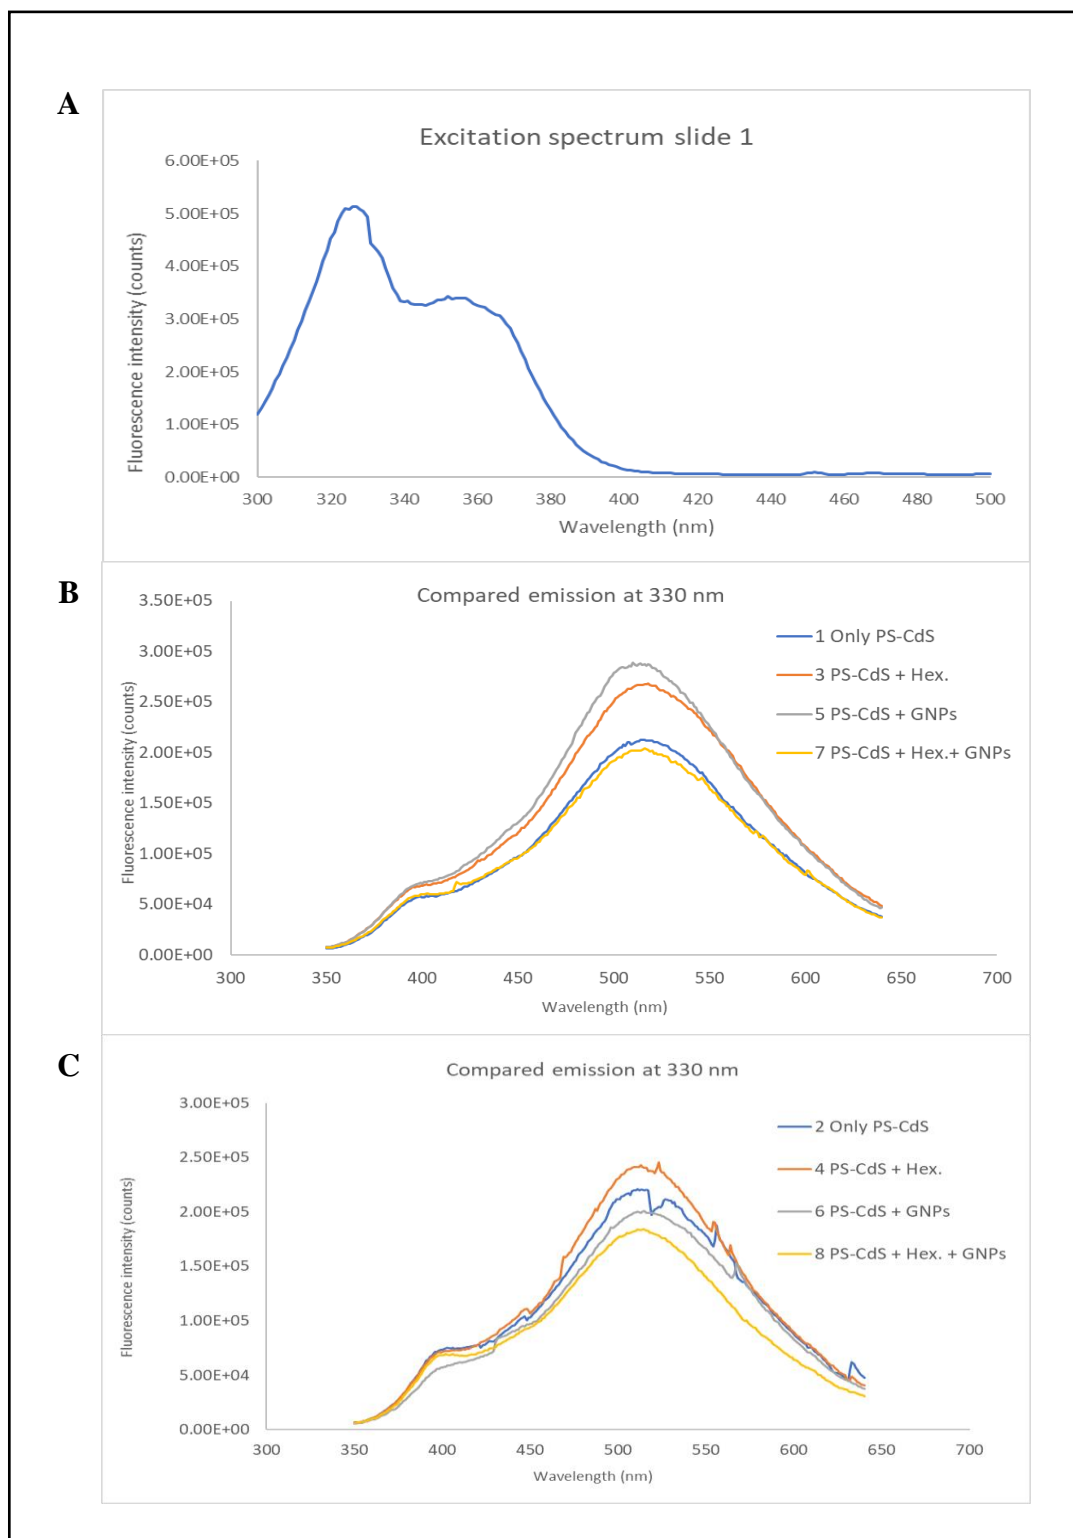 A
Excitation spectrum slide 1
6.00E+05
5.00E+05
4.00E+05
3.00E+05
2.00E+05
1.00E+05
0.00E+00
Fluorescence intensity (counts)
300 320 340 360 380 400 420 440 460 480 500
Wavelength (nm)
B
Compared emission at 330 nm
3.50E+05
3.00E+05
2.50E+05
2.00E+05
1.50E+05
1.00E+05
5.00E+04
0.00E+00
Fluorescence intensity (counts)
1 Only PS-CdS
3 PS-CdS + Hex.
5 PS-CdS + GNPs
7 PS-CdS + Hex.+ GNPs
300 350 400 450 500 550 600 650 700
Wavelength (nm)
C
Compared emission at 330 nm
3.00E+05
2.50E+05
2.00E+05
1.50E+05
1.00E+05
5.00E+04
0.00E+00
Fluorescence intensity (counts)
2 Only PS-CdS
4 PS-CdS + Hex.
6 PS-CdS + GNPs
8 PS-CdS + Hex. + GNPs
300 350 400 450 500 550 600 650 700
Wavelength (nm)